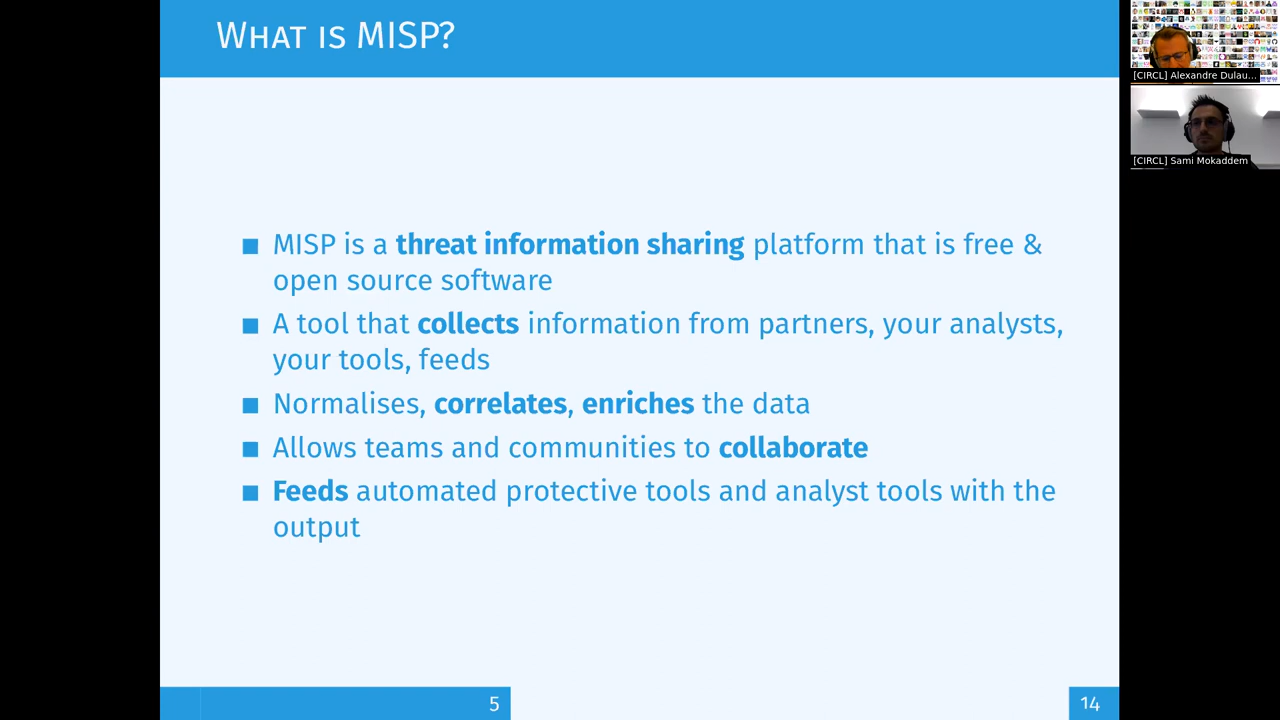 WHAT IS MISP?
[CIRCL] Alexandre Dulau...
[CIRCL] Sami Mokaddem
■ MISP is a threat information sharing platform that is free &
open source software
■ A tool that collects information from partners, your analysts,
your tools, feeds
■ Normalises, correlates, enriches the data
■ Allows teams and communities to collaborate
■ Feeds automated protective tools and analyst tools with the
output
5
14